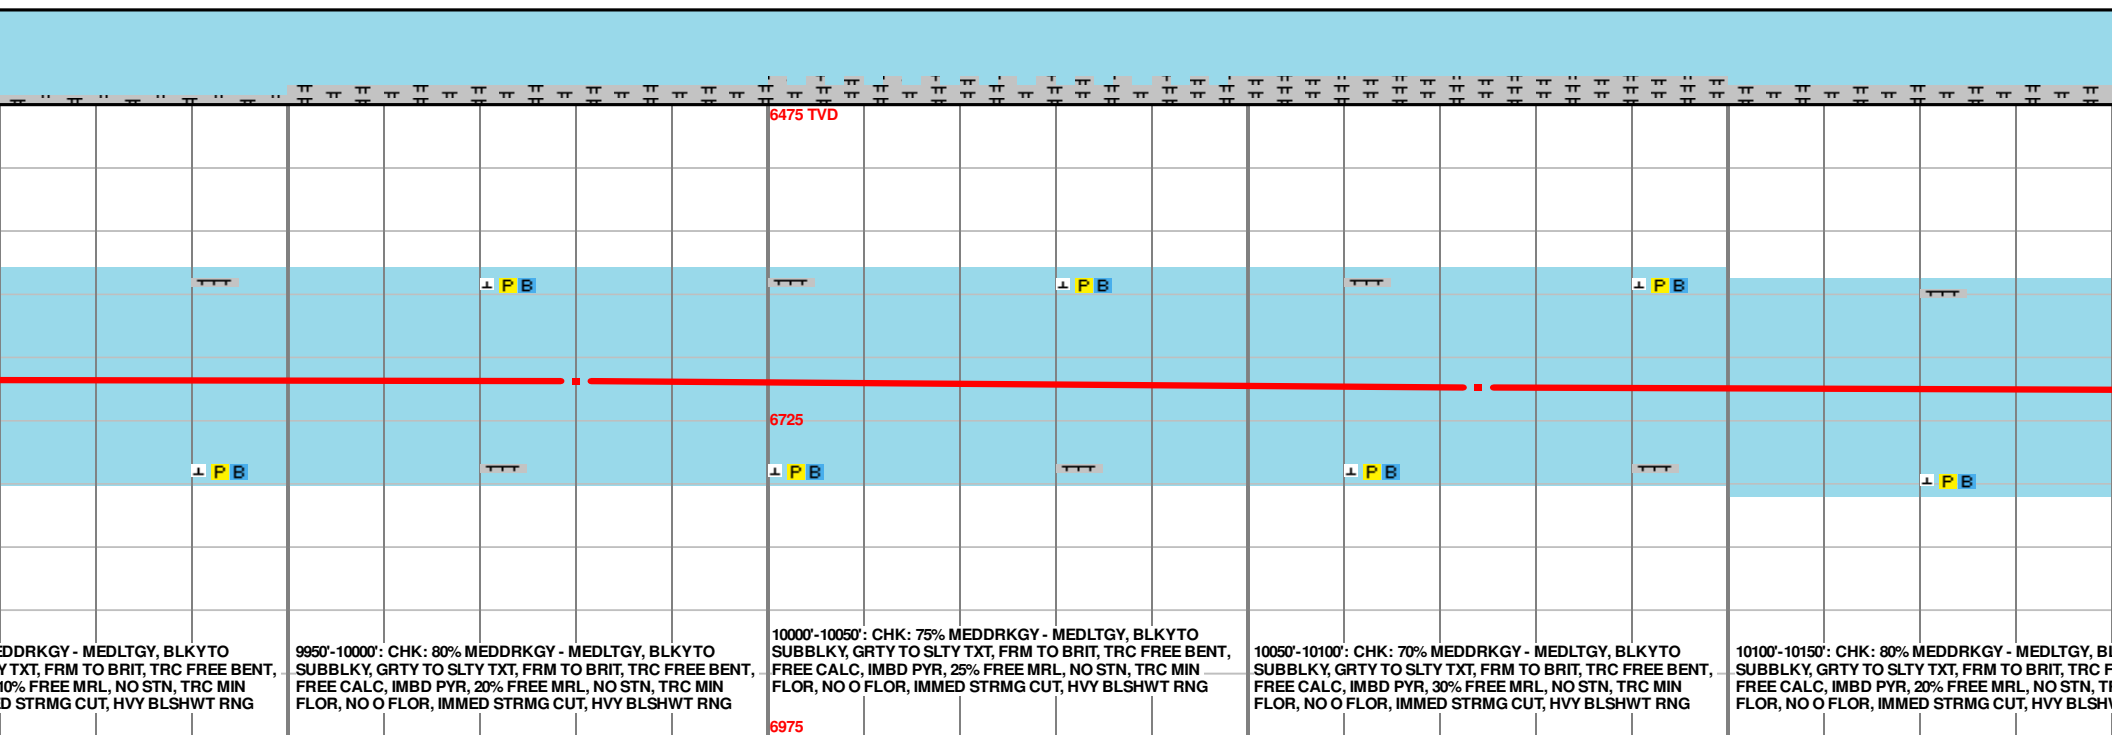 6475 TVD
⊥ P B
⊥ P B
⊥ P B
6725
⊥ P B
⊥ P B
⊥ P B
⊥ P B
EDDRKGY - MEDLTGY, BLKYTO
Y TXT, FRM TO BRIT, TRC FREE BENT,
10% FREE MRL, NO STN, TRC MIN
D STRMG CUT, HVY BLSHWT RNG
9950'-10000': CHK: 80% MEDDRKGY - MEDLTGY, BLKYTO
SUBBLKY, GRTY TO SLTY TXT, FRM TO BRIT, TRC FREE BENT,
FREE CALC, IMBD PYR, 20% FREE MRL, NO STN, TRC MIN
FLOR, NO O FLOR, IMMED STRMG CUT, HVY BLSHWT RNG
10000'-10050': CHK: 75% MEDDRKGY - MEDLTGY, BLKYTO
SUBBLKY, GRTY TO SLTY TXT, FRM TO BRIT, TRC FREE BENT,
FREE CALC, IMBD PYR, 25% FREE MRL, NO STN, TRC MIN
FLOR, NO O FLOR, IMMED STRMG CUT, HVY BLSHWT RNG
10050'-10100': CHK: 70% MEDDRKGY - MEDLTGY, BLKYTO
SUBBLKY, GRTY TO SLTY TXT, FRM TO BRIT, TRC FREE BENT,
FREE CALC, IMBD PYR, 30% FREE MRL, NO STN, TRC MIN
FLOR, NO O FLOR, IMMED STRMG CUT, HVY BLSHWT RNG
10100'-10150': CHK: 80% MEDDRKGY - MEDLTGY, BL
SUBBLKY, GRTY TO SLTY TXT, FRM TO BRIT, TRC F
FREE CALC, IMBD PYR, 20% FREE MRL, NO STN, T
FLOR, NO O FLOR, IMMED STRMG CUT, HVY BLSH
6975